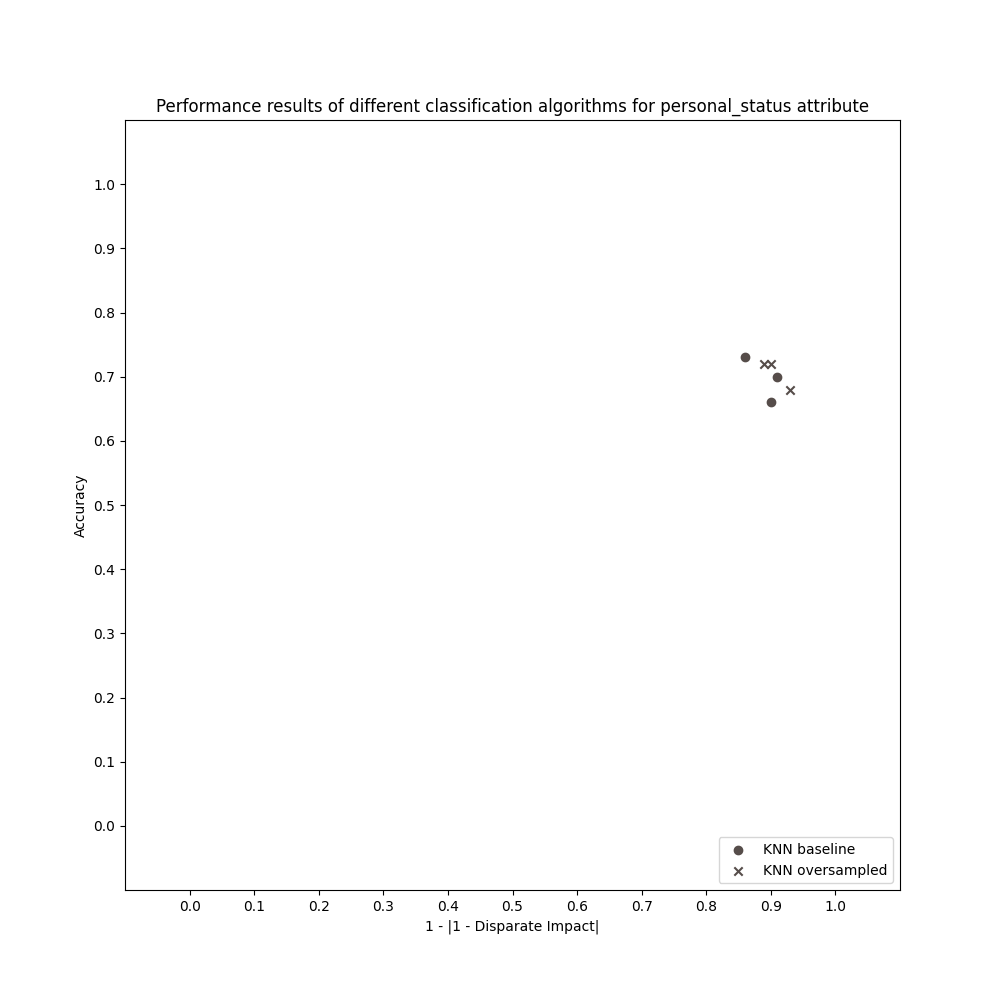 Performance results of different classification algorithms for personal_status attribute
1.0
0.9
0.8
0.7
0.6
0.5
0.4
0.3
0.2
0.1
0.0
Accuracy
KNN baseline
KNN oversampled
0.0 0.1 0.2 0.3 0.4 0.5 0.6 0.7 0.8 0.9 1.0
1 - |1 - Disparate Impact|